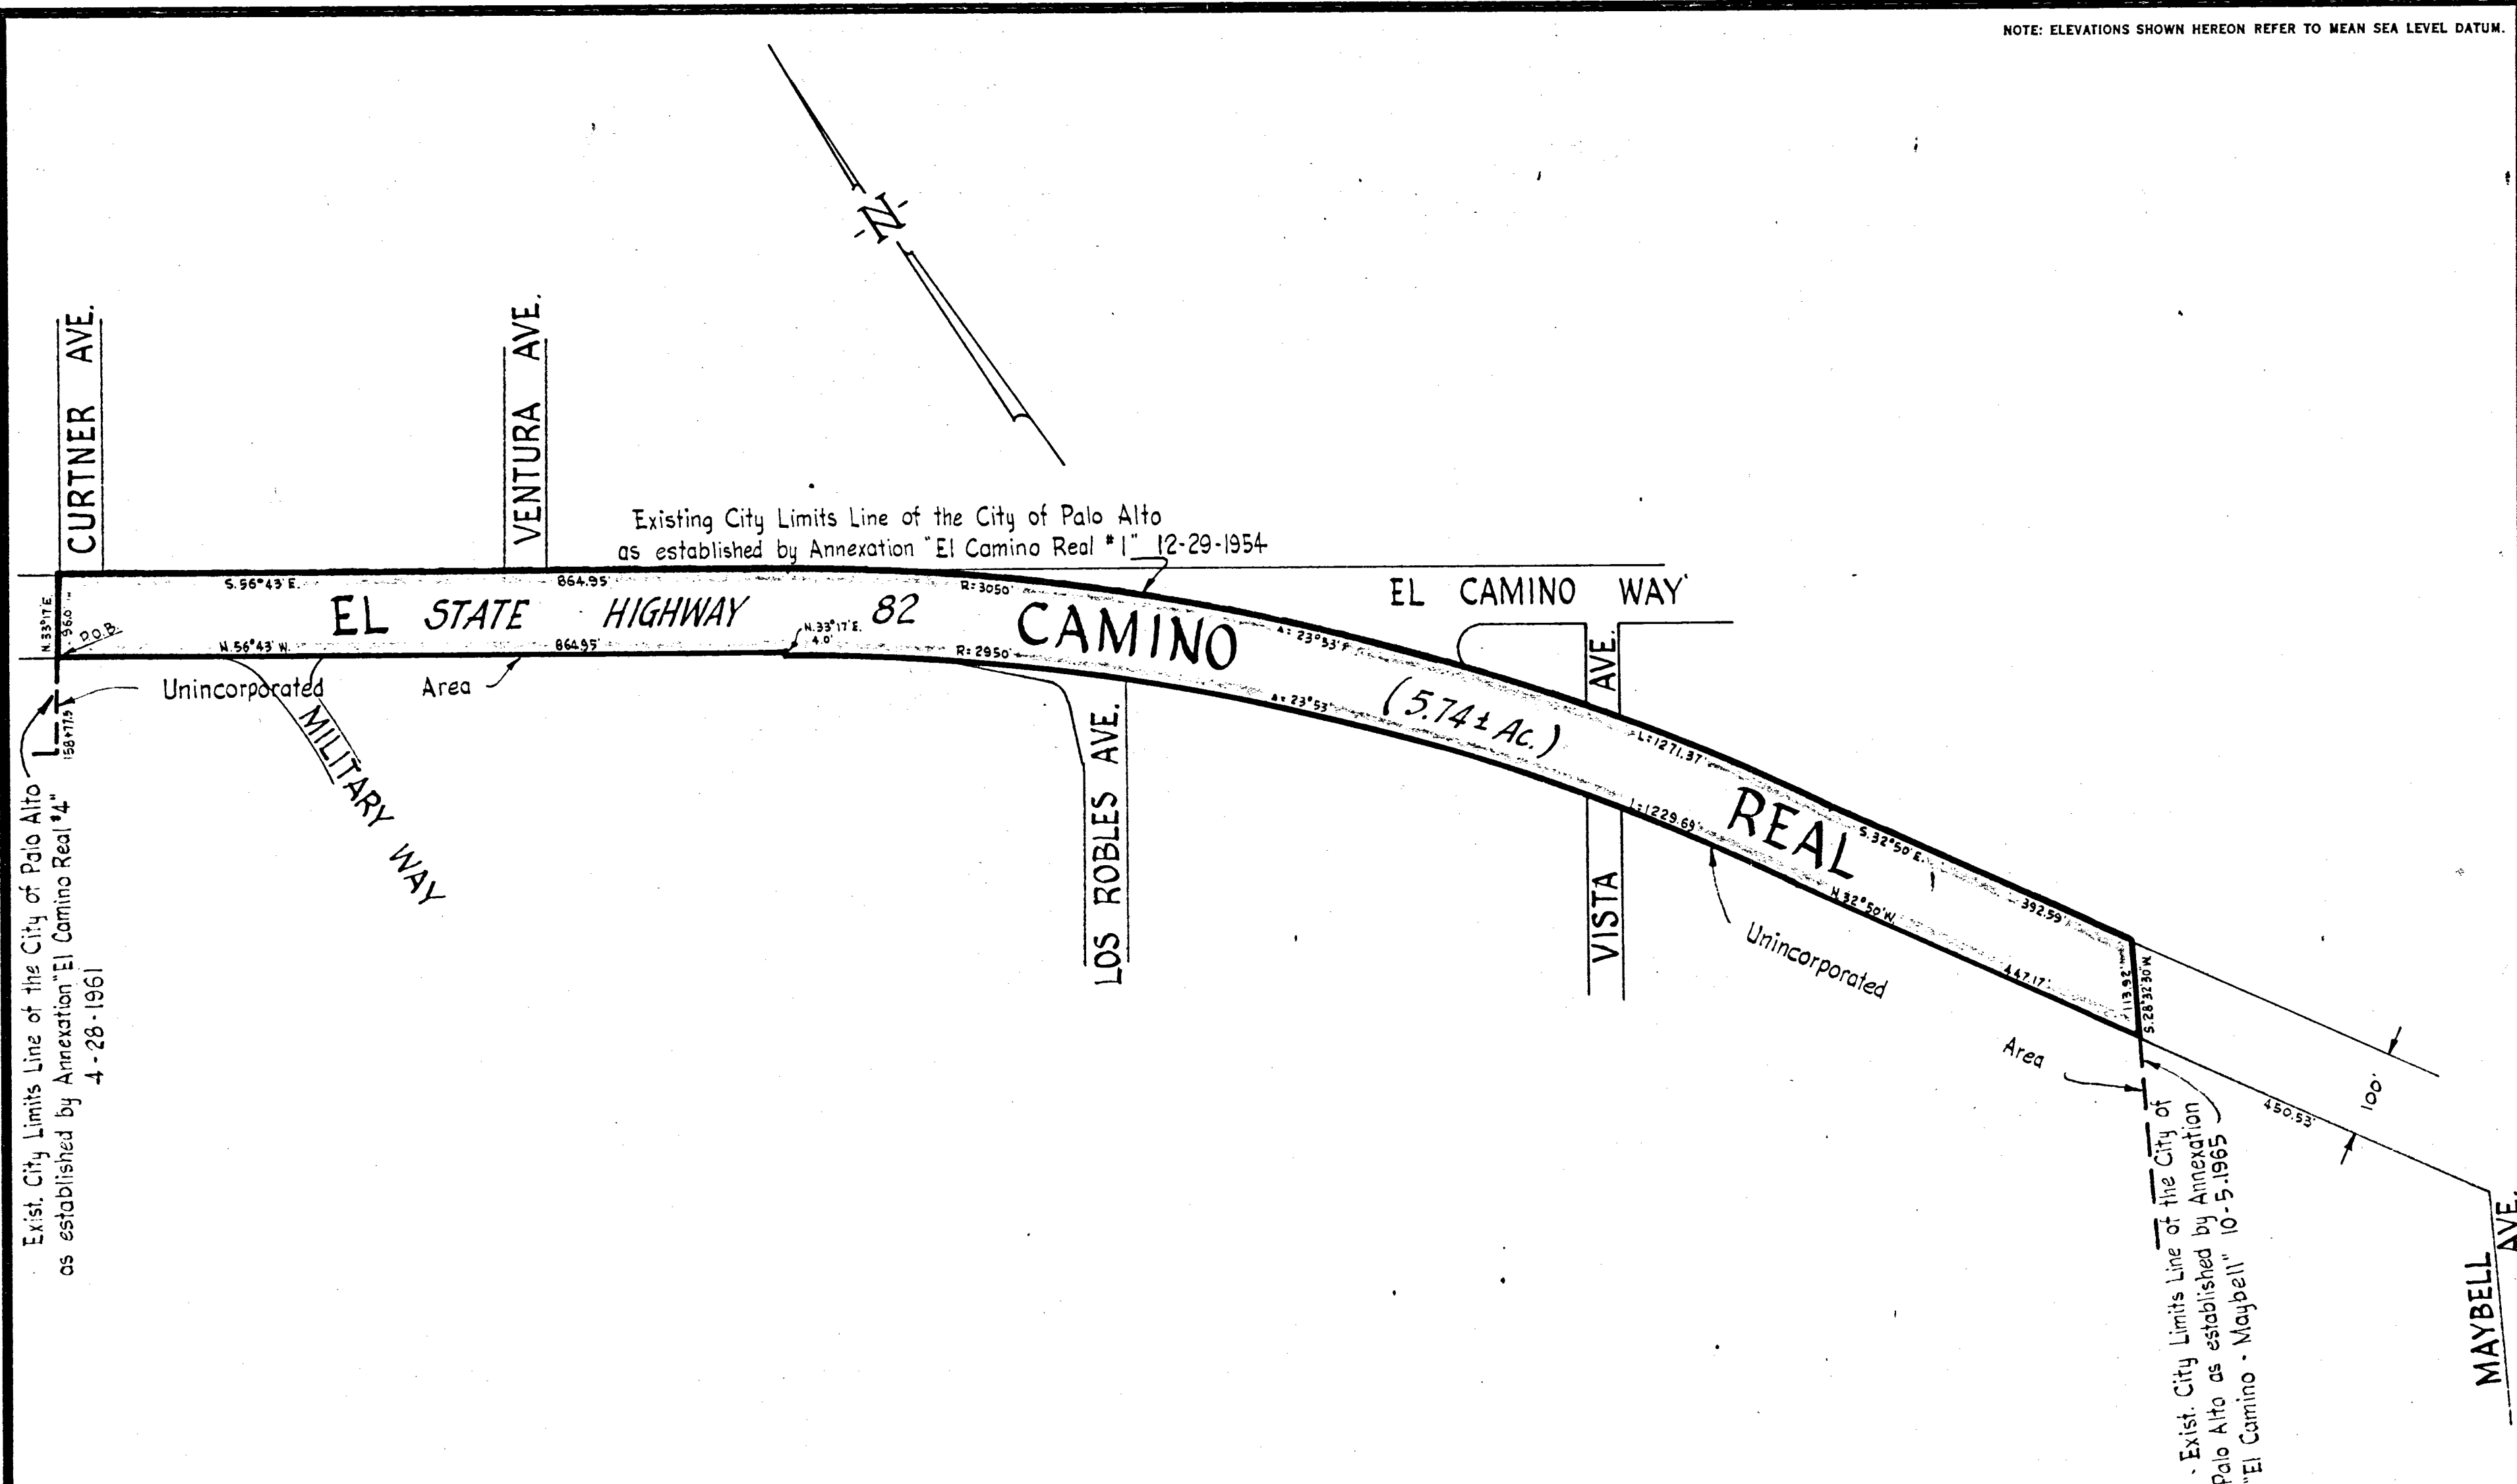 NOTE: ELEVATIONS SHOWN HEREON REFER TO MEAN SEA LEVEL DATUM.
N
CURTNER AVE.
VENTURA AVE.
Existing City Limits Line of the City of Palo Alto
as established by Annexation "El Camino Real #1" 12-29-1954
S.56°43'E.
864.95'
R=3050'
Δ= 23°53'
L=1271.37'
S.32°50'E.
392.59'
EL CAMINO WAY
N.33°17'E.
96.0'
P.O.B.
EL CAMINO REAL
STATE HIGHWAY 82
N.56°43'W.
864.95'
N.33°17'E.
4.0'
R=2950'
Δ= 23°53'
(5.74± Ac.)
L=1229.69'
N.32°50'W.
447.17'
113.92'
S.28°32'30"W.
Unincorporated Area
158+77.5
MILITARY WAY
LOS ROBLES AVE.
VISTA AVE.
Unincorporated
Area
100'
450.53'
Exist. City Limits Line of the City of Palo Alto
as established by Annexation "El Camino Real #4"
4-28-1961
Exist. City Limits Line of the City of
Palo Alto as established by Annexation
"El Camino - Maybell" 10-5-1965
MAYBELL AVE.